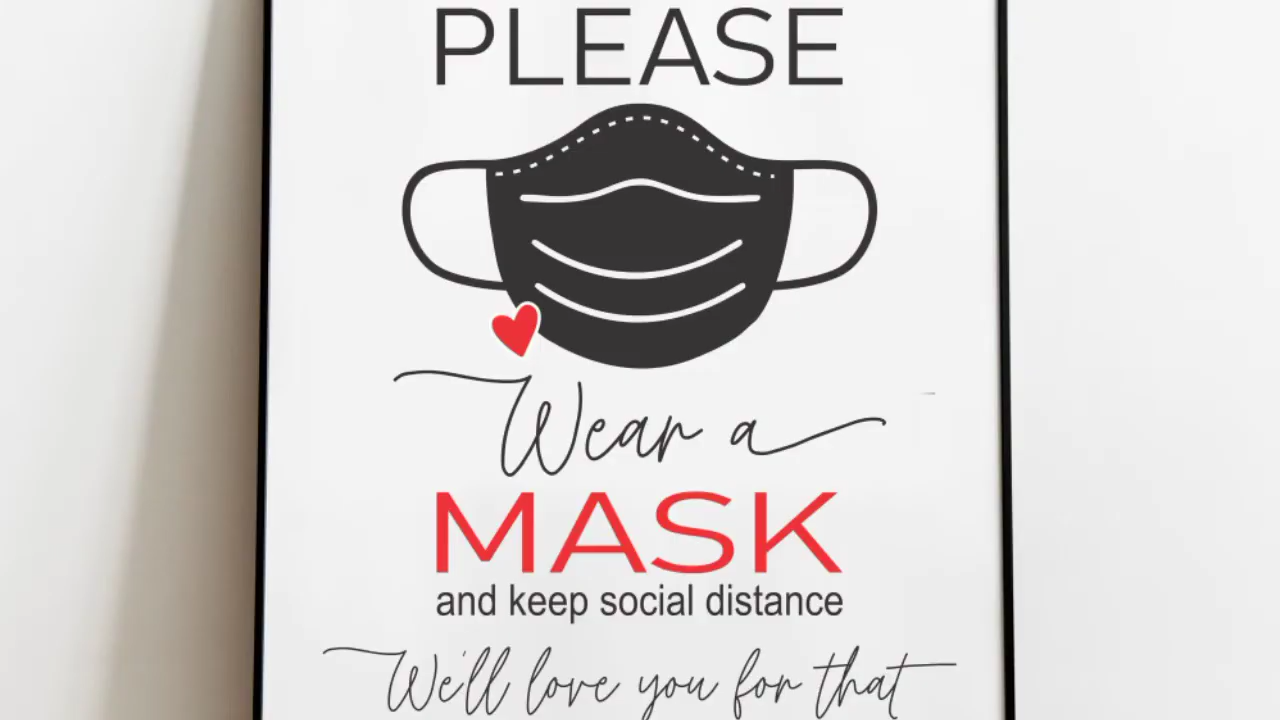 PLEASE
Wear a
MASK
and keep social distance
We'll love you for that